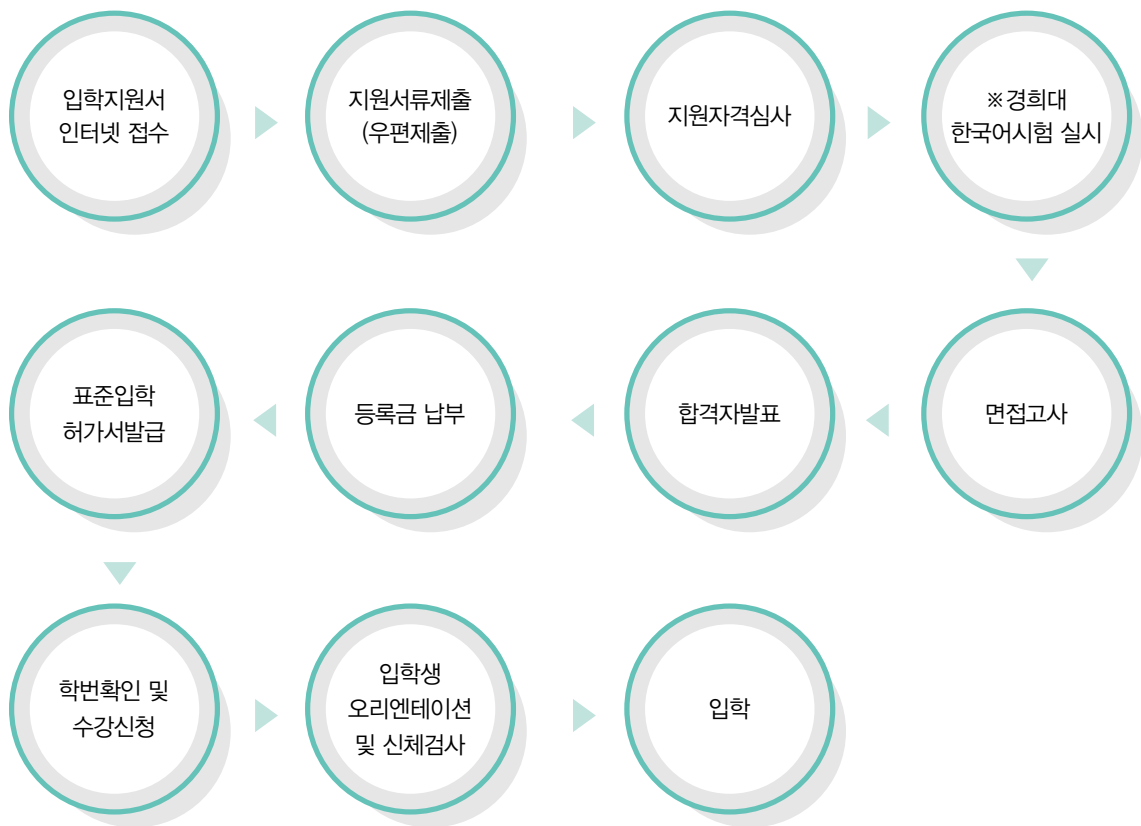 입학지원서
인터넷 접수
지원서류제출
(우편제출)
지원자격심사
※경희대
한국어시험 실시
면접고사
합격자발표
등록금 납부
표준입학
허가서발급
학번확인 및
수강신청
입학생
오리엔테이션
및 신체검사
입학